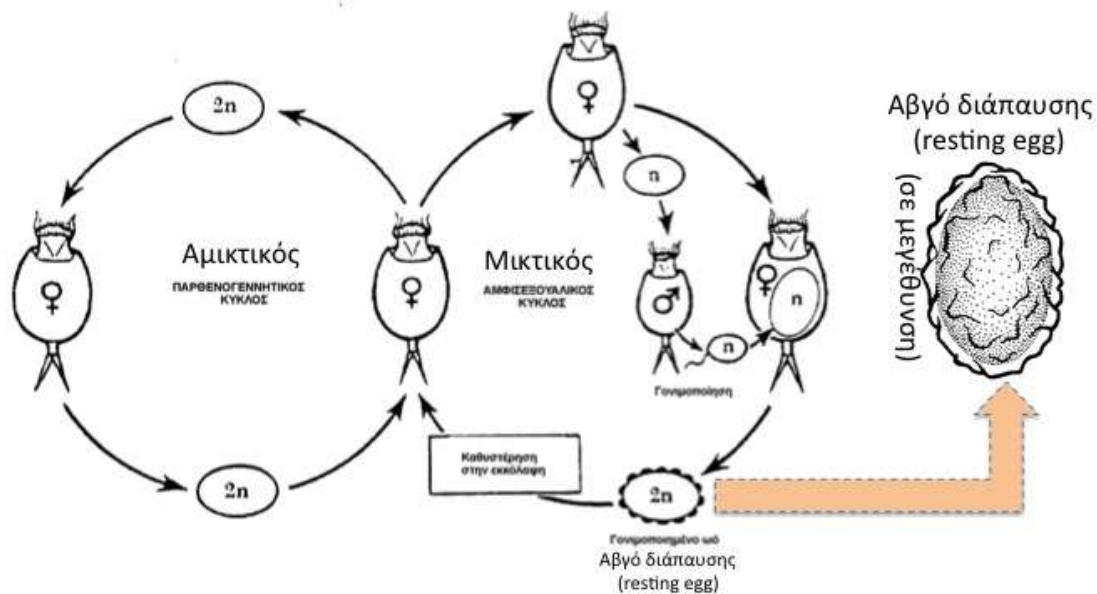 2n
♀
Αμικτικός
ΠΑΡΘΕΝΟΓΕΝΝΗΤΙΚΟΣ
ΚΥΚΛΟΣ
♀
2n
♀
n
Μικτικός
ΑΜΦΙΣΕΞΟΥΑΛΙΚΟΣ
ΚΥΚΛΟΣ
♂
♀
n
n
Γονιμοποίηση
Καθυστέρηση
στην εκκόλαψη
2n
Γονιμοποιημένο ωό
Αβγό διάπαυσης
(resting egg)
Αβγό διάπαυσης
(resting egg)
(σε μεγέθυνση)